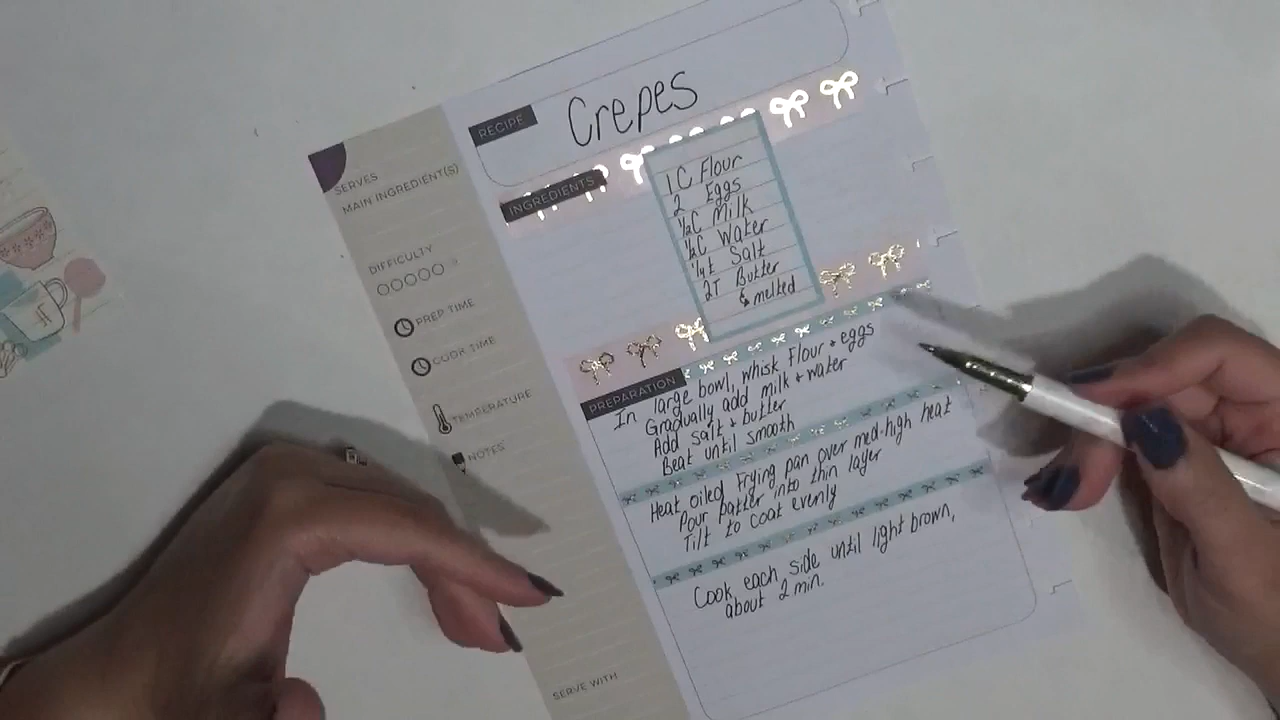 RECIPE
Crepes
INGREDIENTS
1 C Flour
2 Eggs
½C Milk
½C Water
¼t Salt
2T Butter
↳ melted
SERVES
MAIN INGREDIENT(S)
DIFFICULTY
PREP TIME
COOK TIME
TEMPERATURE
NOTES
SERVE WITH
PREPARATION
In large bowl, whisk Flour + eggs
Gradually add milk + water
Add salt + butter
Beat until smooth
Heat oiled Frying pan over med-high heat
Pour batter into thin layer
Tilt to coat evenly
Cook each side until light brown,
about 2 min.